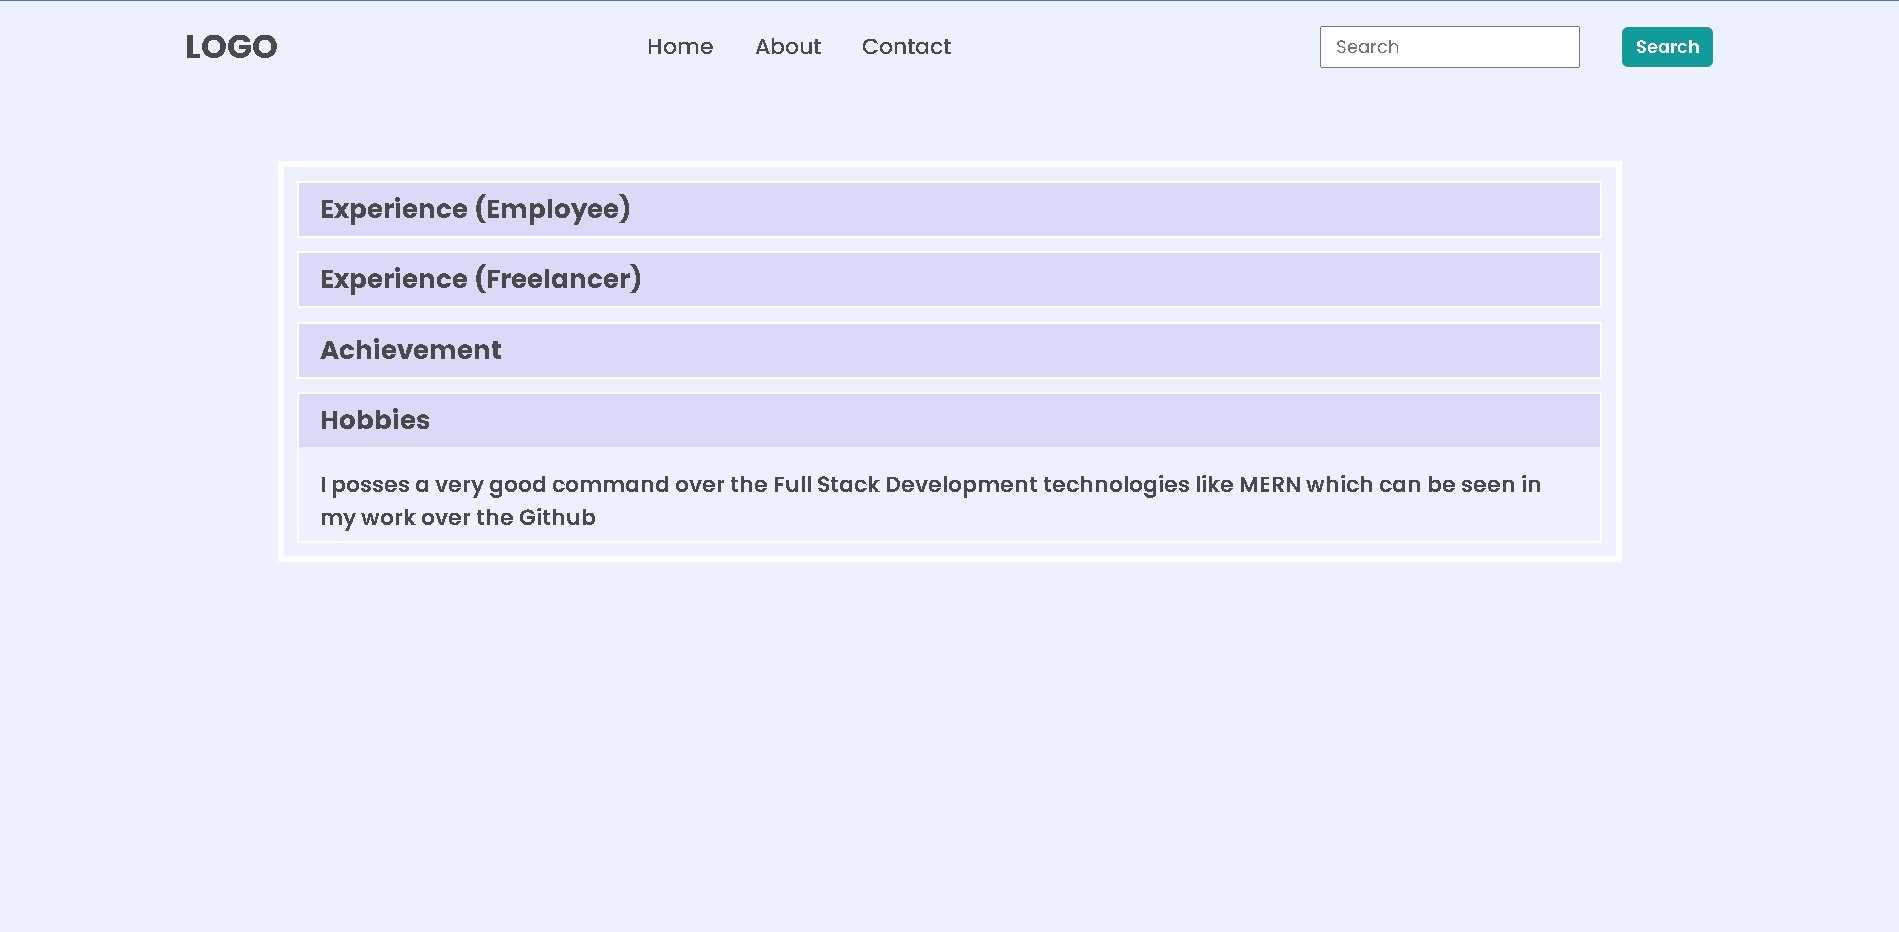 LOGO
Home About Contact Search Search
Experience (Employee)
Experience (Freelancer)
Achievement
Hobbies
I posses a very good command over the Full Stack Development technologies like MERN which can be seen in
my work over the Github